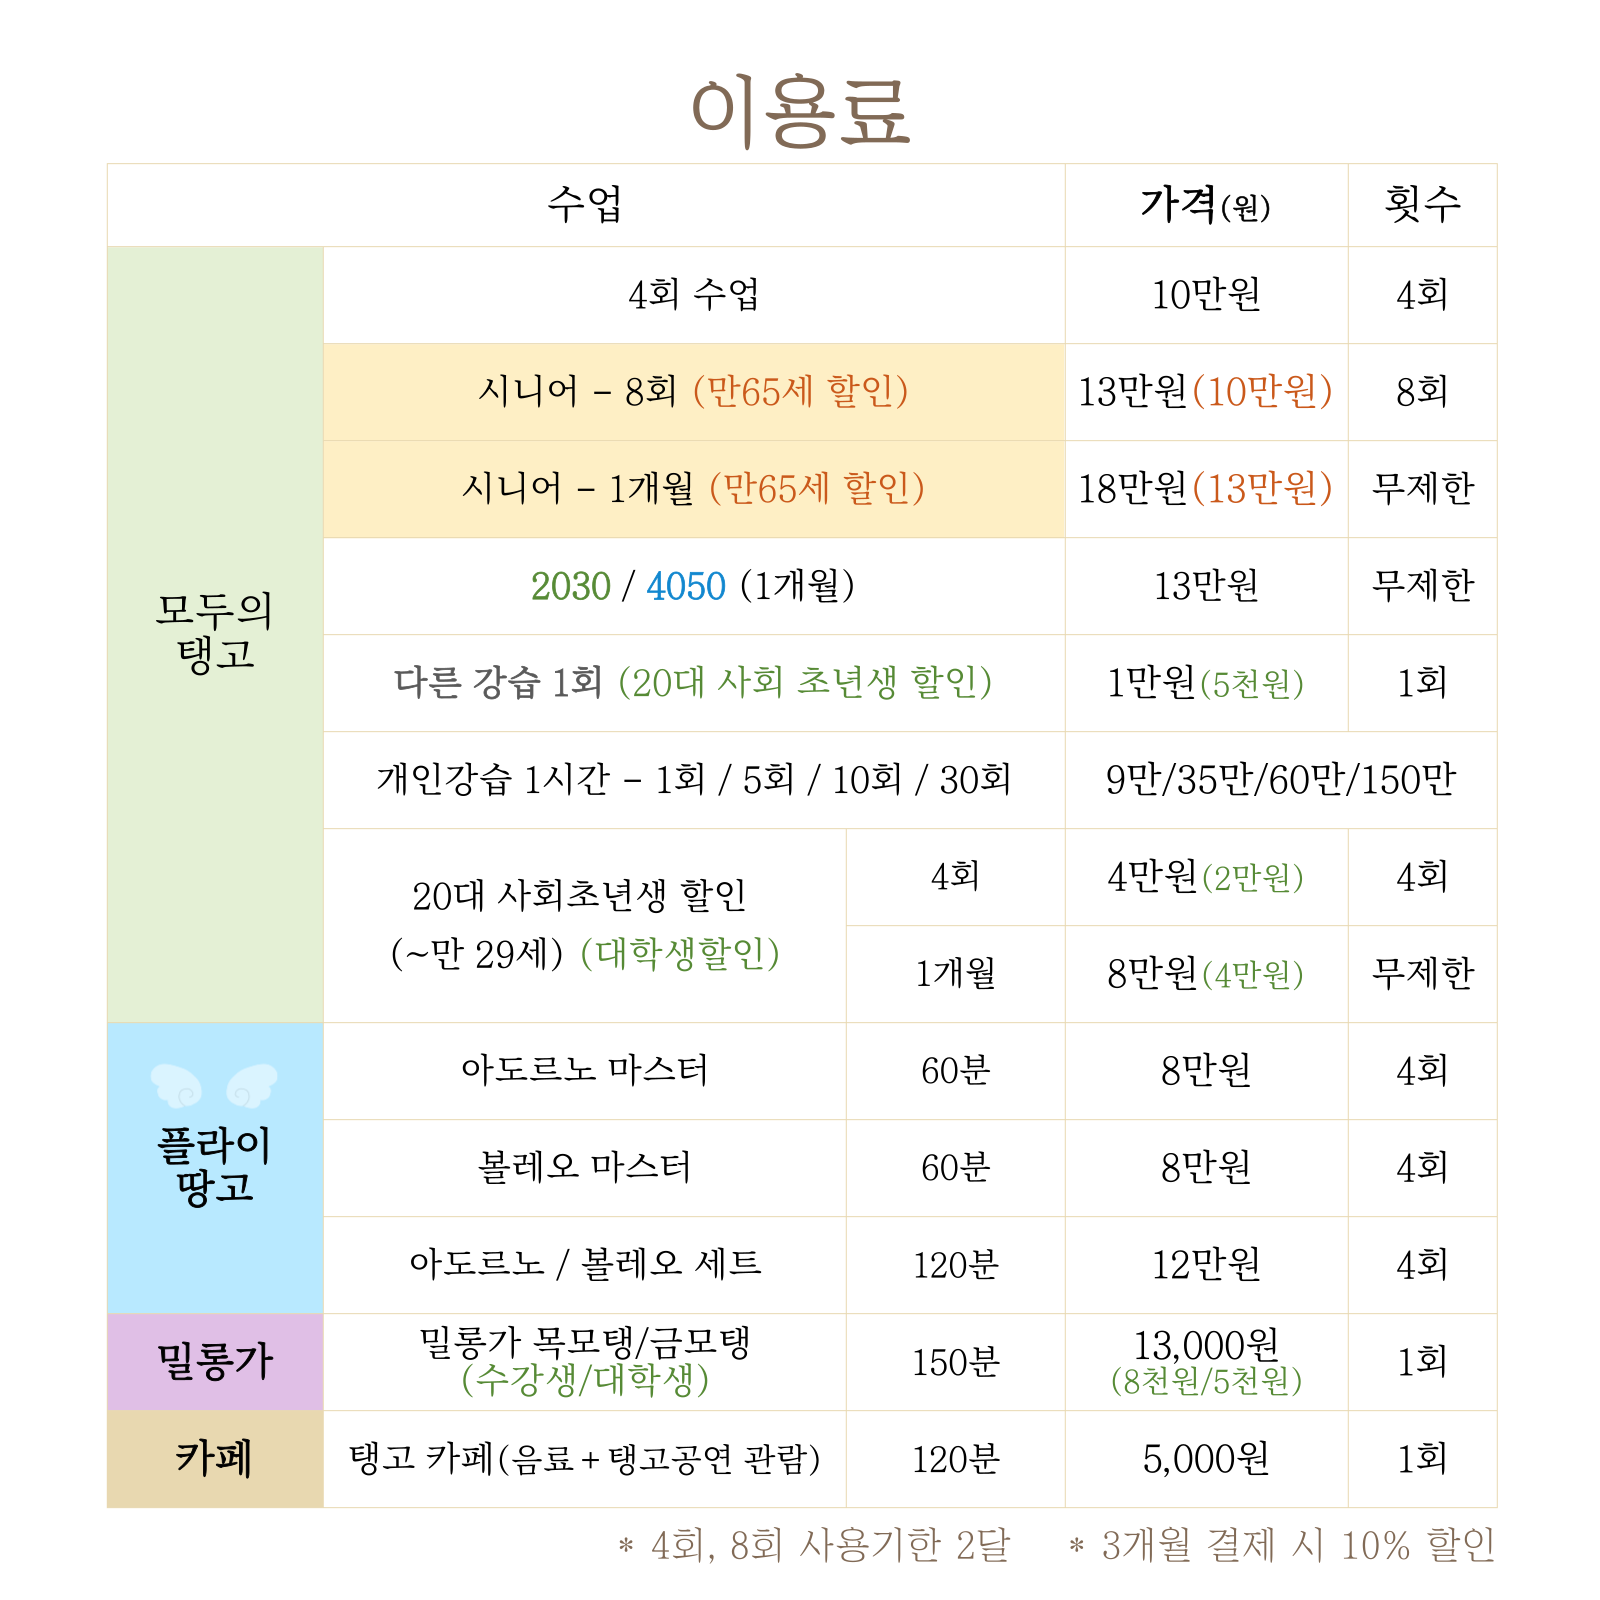 이용료
수업 가격(원) 횟수
모두의
탱고
4회 수업 10만원 4회
시니어 - 8회 (만65세 할인) 13만원(10만원) 8회
시니어 - 1개월 (만65세 할인) 18만원(13만원) 무제한
2030 / 4050 (1개월) 13만원 무제한
다른 강습 1회 (20대 사회 초년생 할인) 1만원(5천원) 1회
개인강습 1시간 - 1회 / 5회 / 10회 / 30회 9만/35만/60만/150만
20대 사회초년생 할인
(~만 29세) (대학생할인)
4회 4만원(2만원) 4회
1개월 8만원(4만원) 무제한
플라이
땅고
아도르노 마스터 60분 8만원 4회
볼레오 마스터 60분 8만원 4회
아도르노 / 볼레오 세트 120분 12만원 4회
밀롱가
밀롱가 목모탱/금모탱
(수강생/대학생)
150분
13,000원
(8천원/5천원)
1회
카페 탱고 카페(음료+탱고공연 관람) 120분 5,000원 1회
* 4회, 8회 사용기한 2달 * 3개월 결제 시 10% 할인